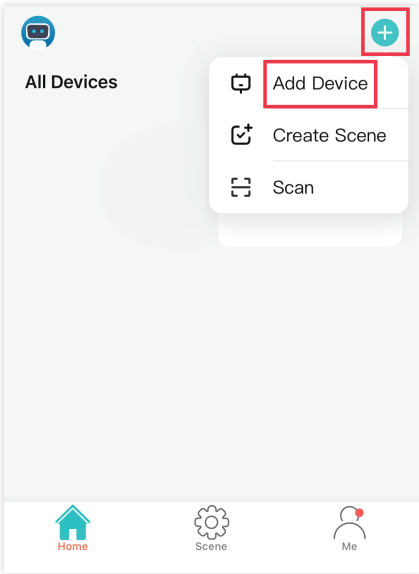 All Devices
Add Device
Create Scene
Scan
Home
Scene
Me